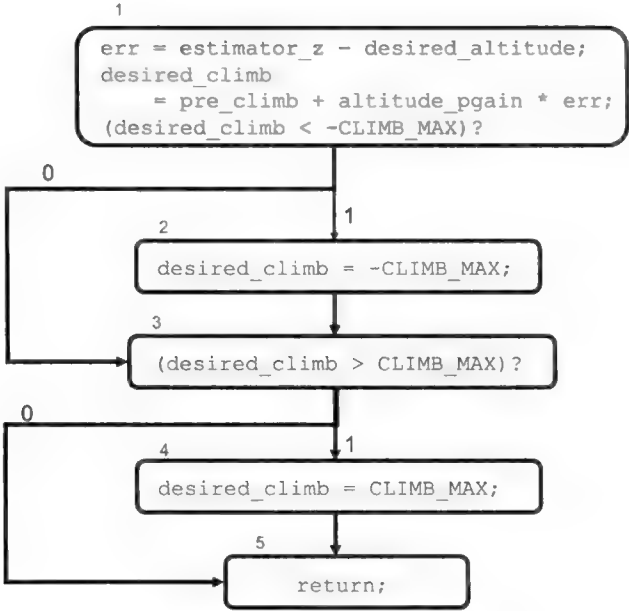 1
err = estimator_z - desired_altitude;
desired_climb
= pre_climb + altitude_pgain * err;
(desired_climb < -CLIMB_MAX)?
0
1
2
desired_climb = -CLIMB_MAX;
3
(desired_climb > CLIMB_MAX)?
0
1
4
desired_climb = CLIMB_MAX;
5
return;